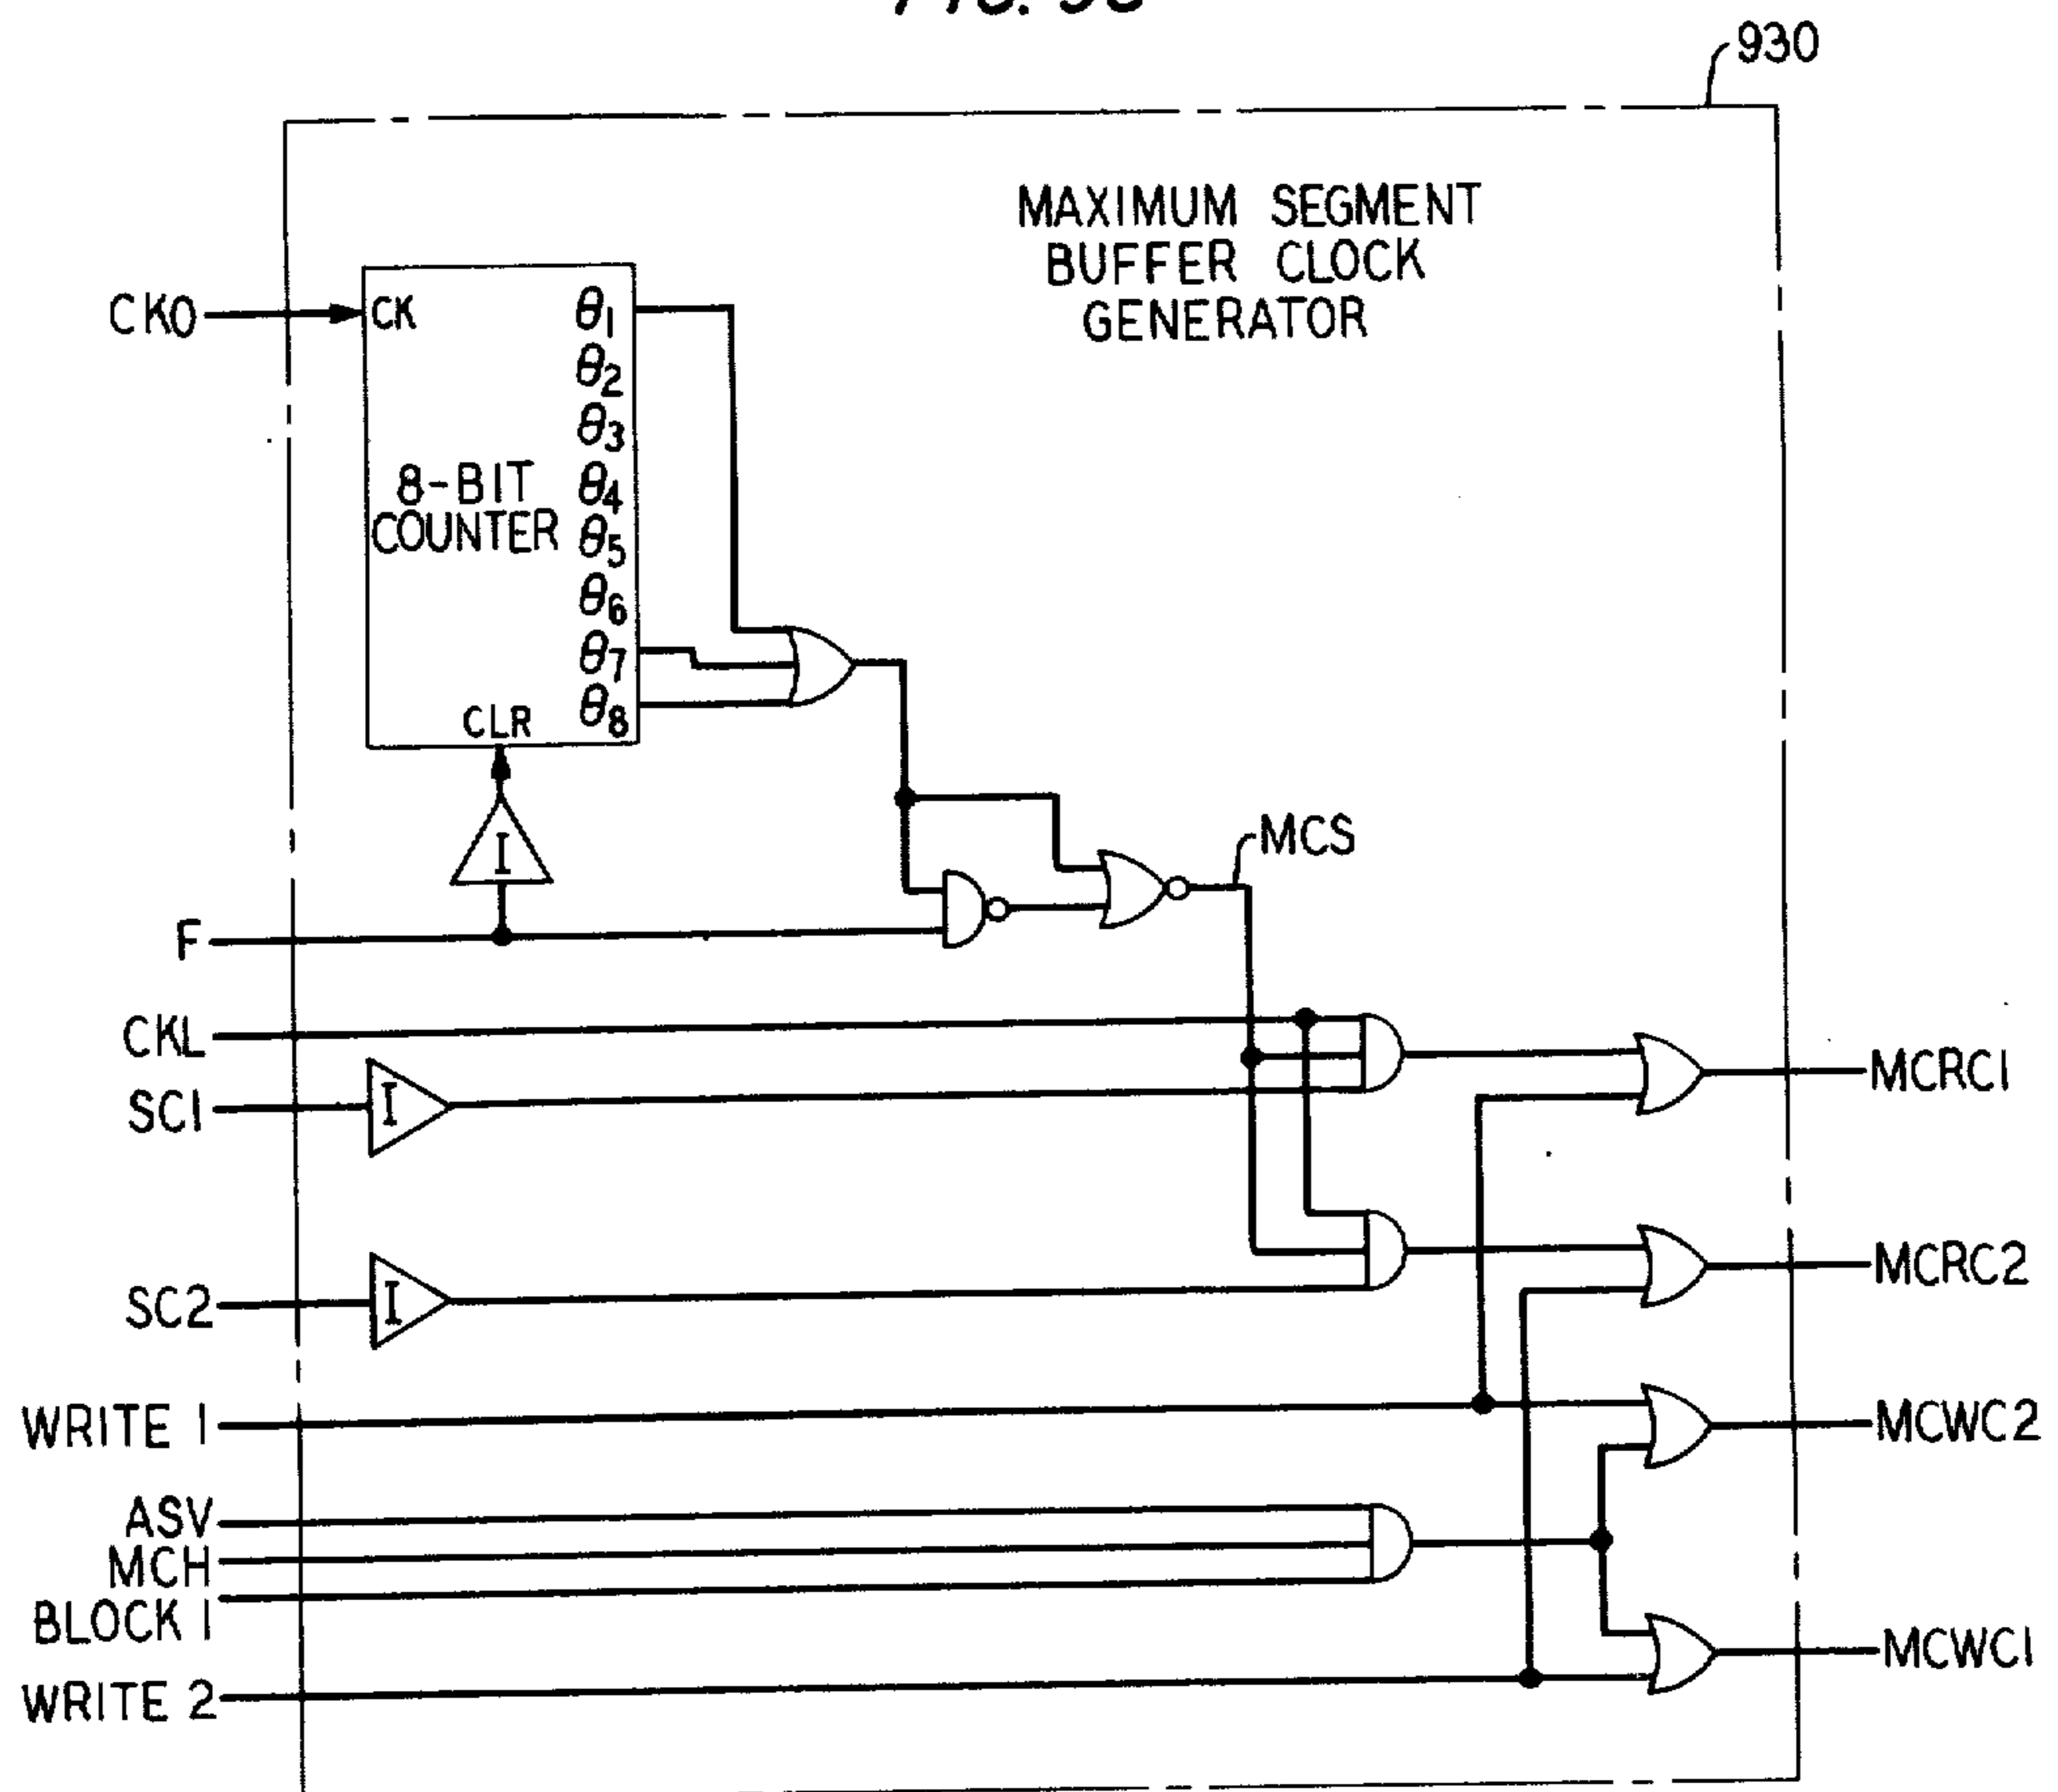 930
MAXIMUM SEGMENT
BUFFER CLOCK
GENERATOR
CK0
CK
θ1
θ2
θ3
θ4
θ5
θ6
θ7
θ8
8-BIT
COUNTER
CLR
I
MCS
F
CKL
SC1
I
MCRC1
SC2
I
MCRC2
WRITE 1
MCWC2
ASV
MCH
BLOCK 1
MCWC1
WRITE 2